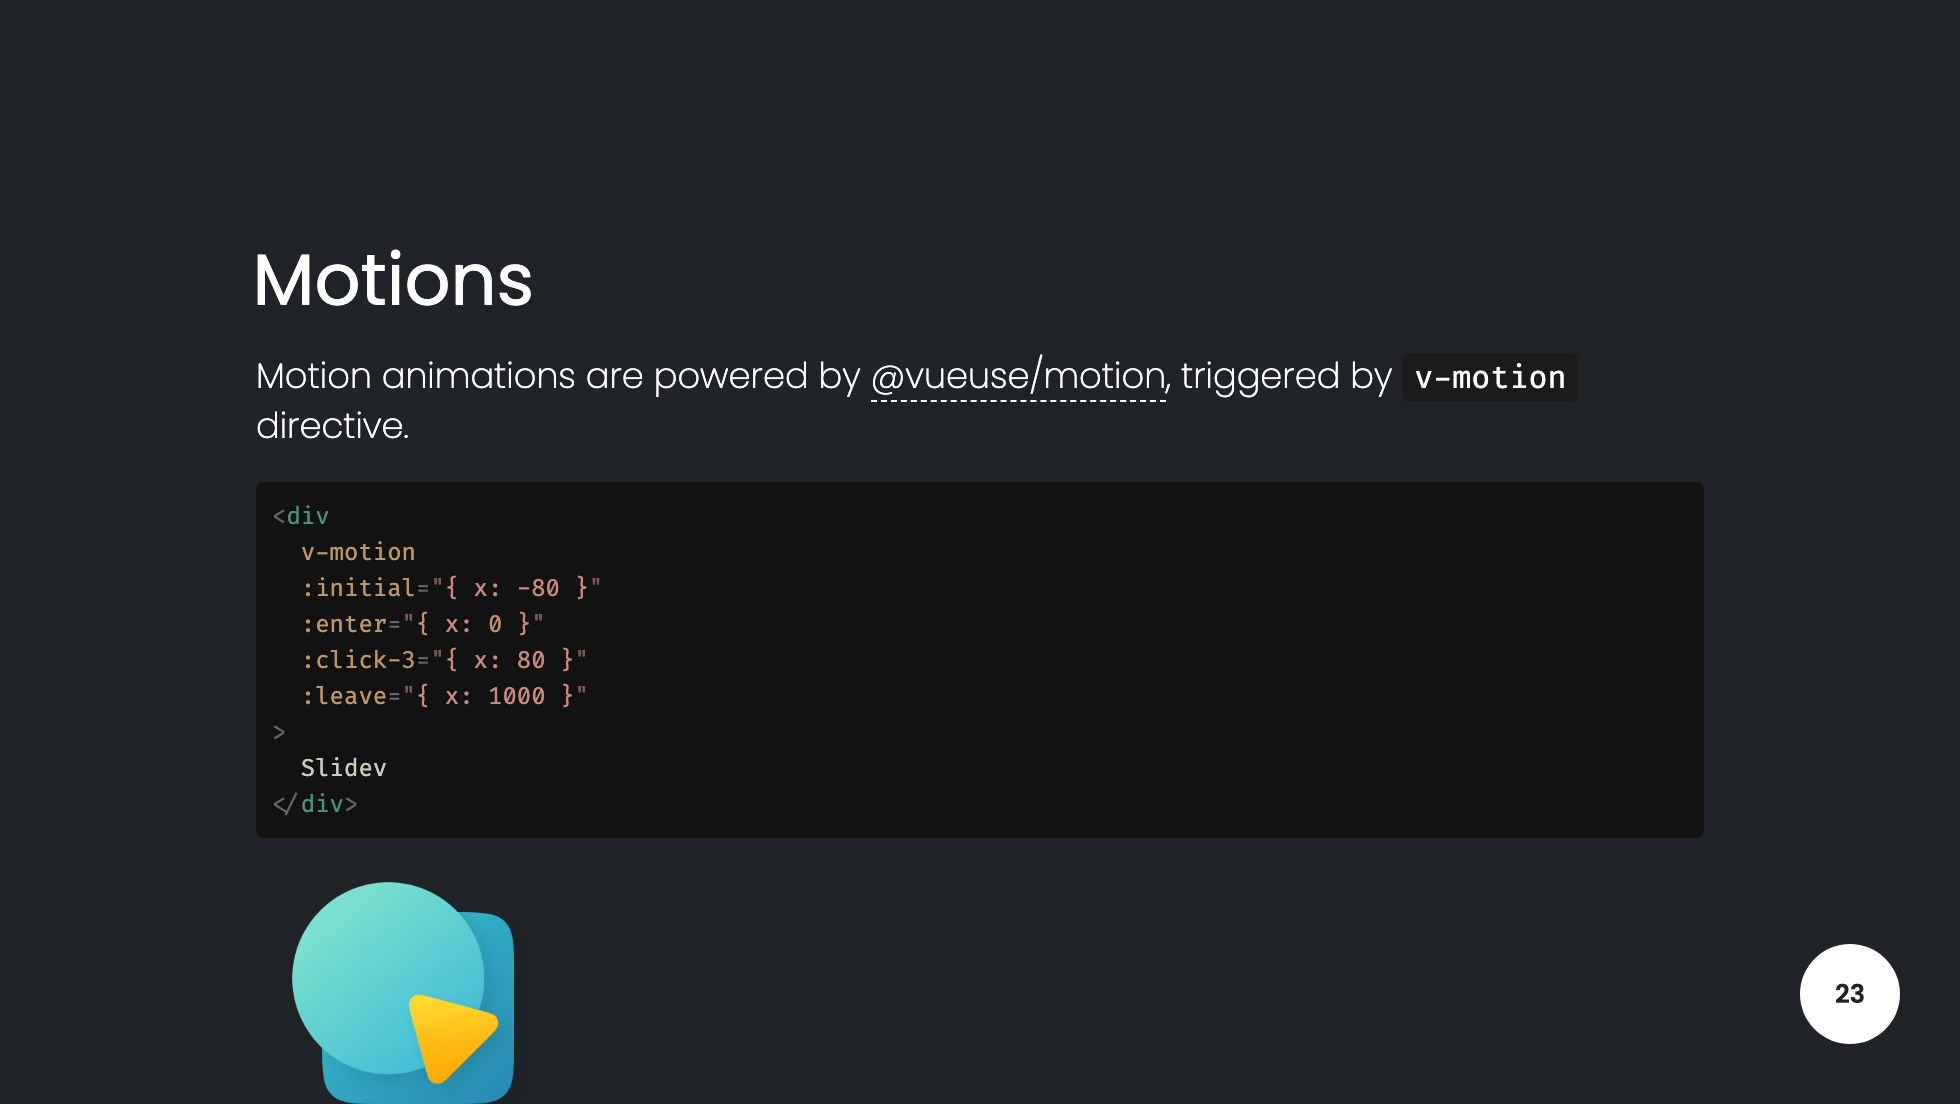 Motions
Motion animations are powered by @vueuse/motion, triggered by v-motion
directive.
<div
  v-motion
  :initial="{ x: -80 }"
  :enter="{ x: 0 }"
  :click-3="{ x: 80 }"
  :leave="{ x: 1000 }"
>
  Slidev
</div>
23